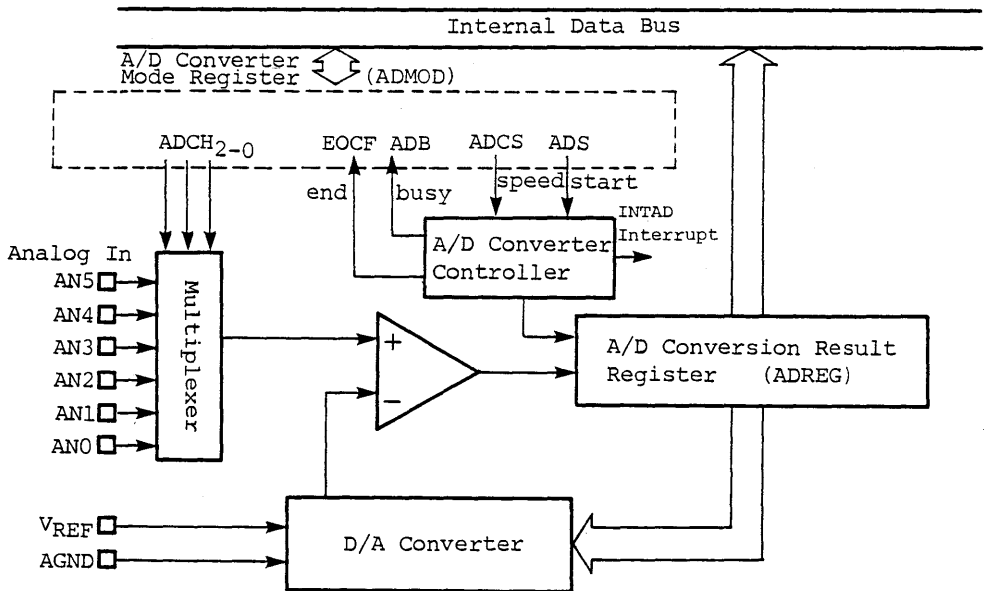 Internal Data Bus
A/D Converter
Mode Register (ADMOD)
ADCH2-0
EOCF ADB ADCS ADS
end
busy
speed
start
INTAD
Interrupt
A/D Converter
Controller
Analog In
AN5
AN4
AN3
AN2
AN1
AN0
Multiplexer
+
−
A/D Conversion Result
Register (ADREG)
VREF
AGND
D/A Converter